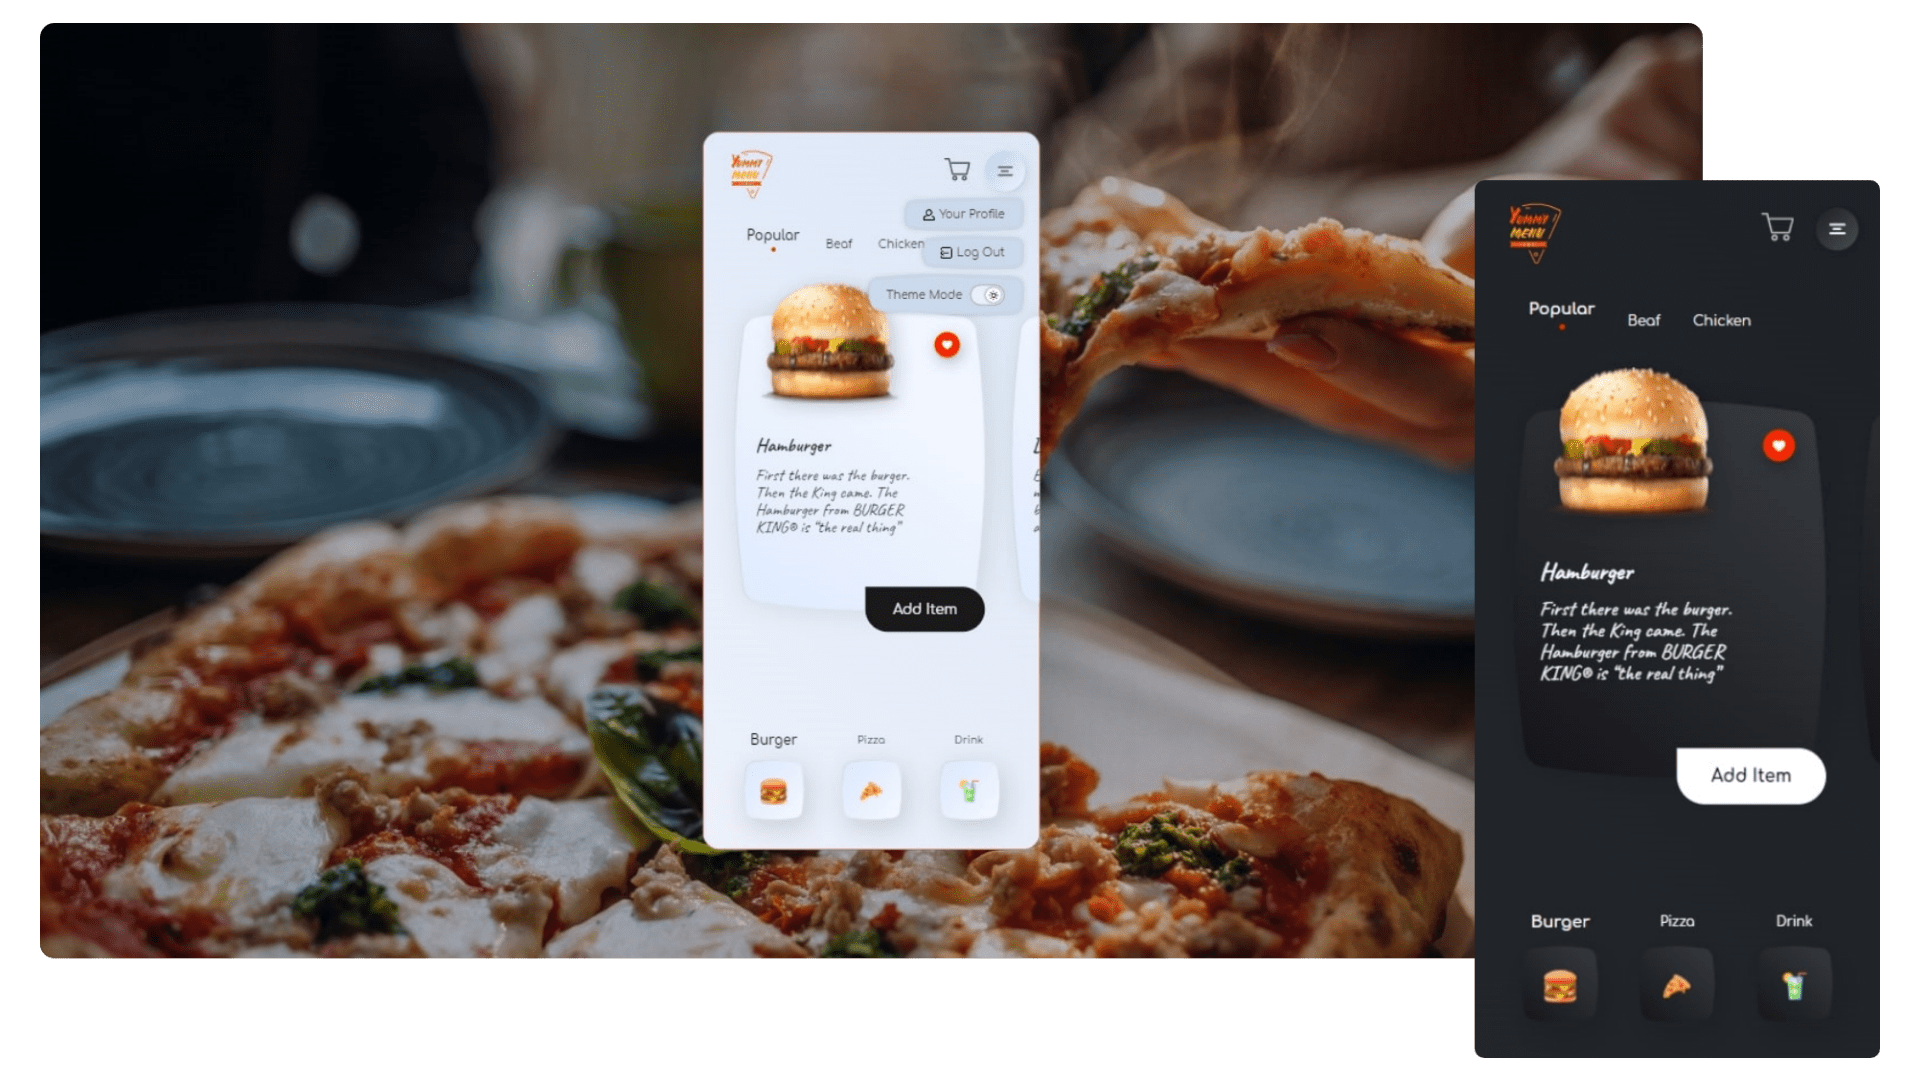 Yummy
MENU
Your Profile
Popular
Beaf
Chicken
Log Out
Theme Mode
Hamburger
First there was the burger.
Then the King came. The
Hamburger from BURGER
KING® is “the real thing”
Add Item
Burger
Pizza
Drink
Yummy
MENU
Popular
Beaf
Chicken
Hamburger
First there was the burger.
Then the King came. The
Hamburger from BURGER
KING® is “the real thing”
Add Item
Burger
Pizza
Drink